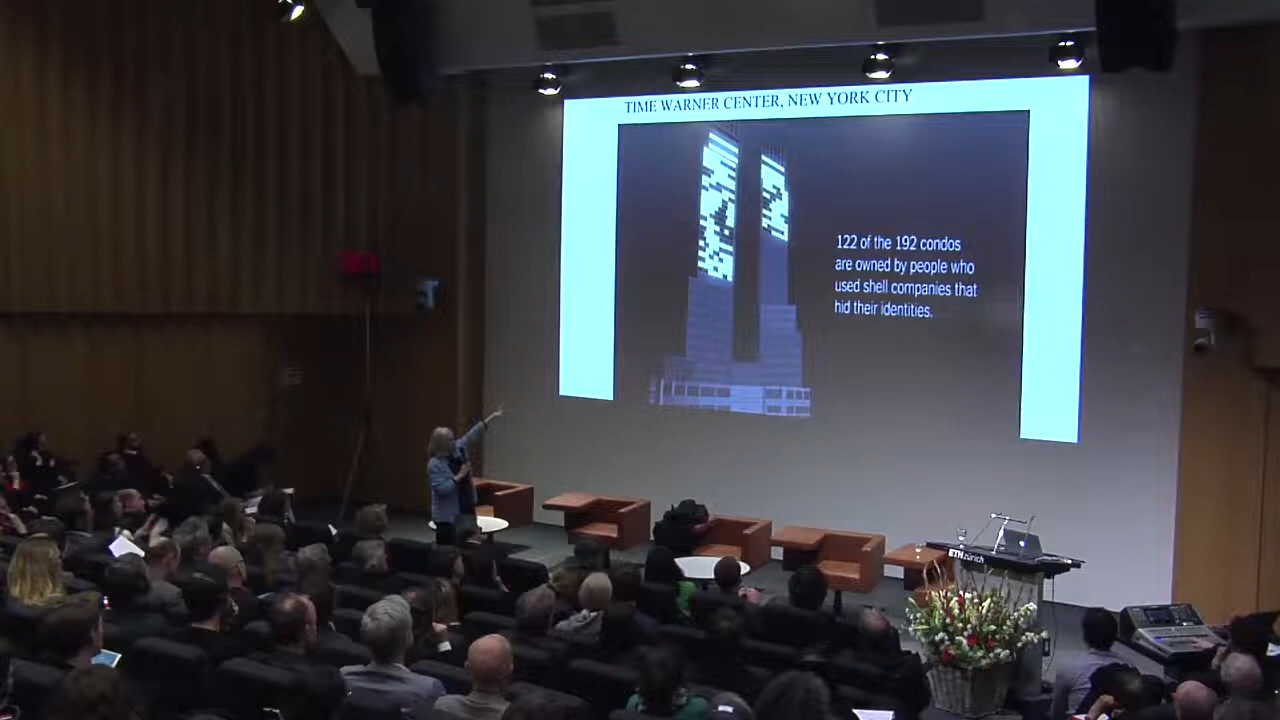 TIME WARNER CENTER, NEW YORK CITY
122 of the 192 condos
are owned by people who
used shell companies that
hid their identities.
ETH zürich